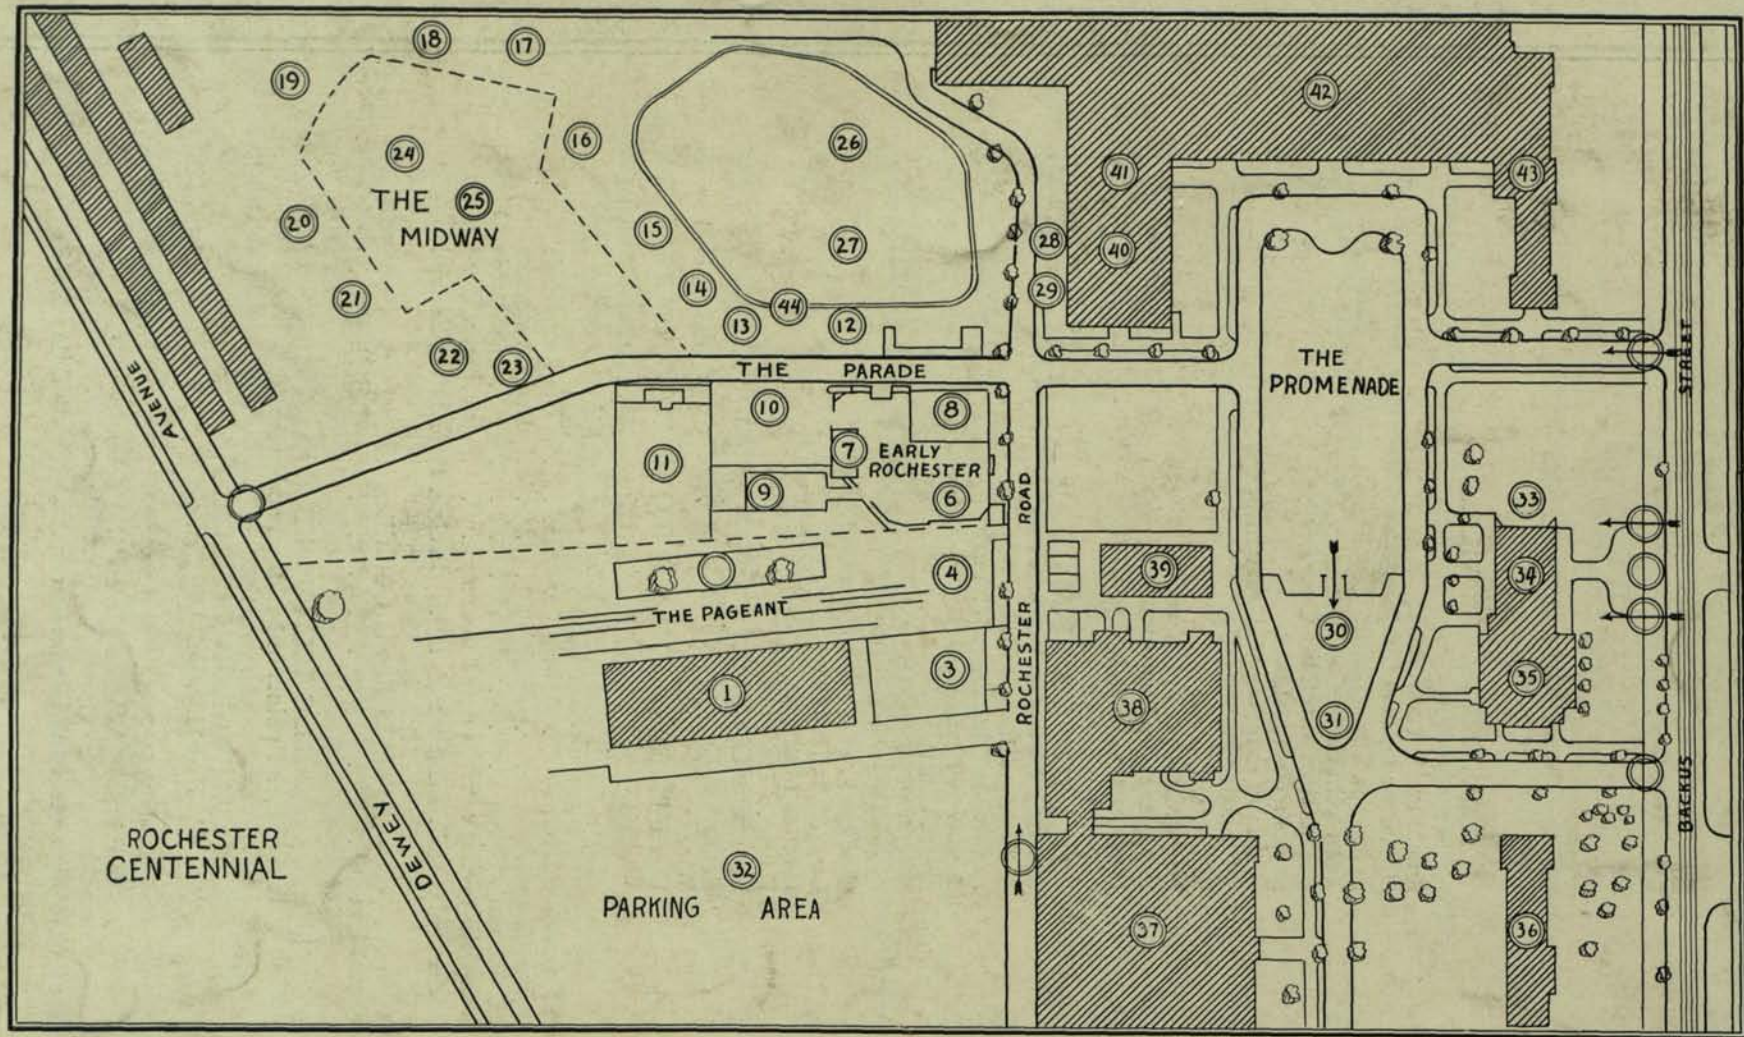 18
17
19
42
16
26
24
41
43
THE
25
MIDWAY
20
15
28
27
40
14
29
21
44
13
12
22
23
THE PARADE
THE
PROMENADE
STREET
AVENUE
10
8
11
7
EARLY
ROCHESTER
9
6
33
ROAD
4
39
34
THE PAGEANT
30
ROCHESTER
3
1
38
35
31
BACKUS
ROCHESTER
CENTENNIAL
DEWEY
32
PARKING AREA
37
36